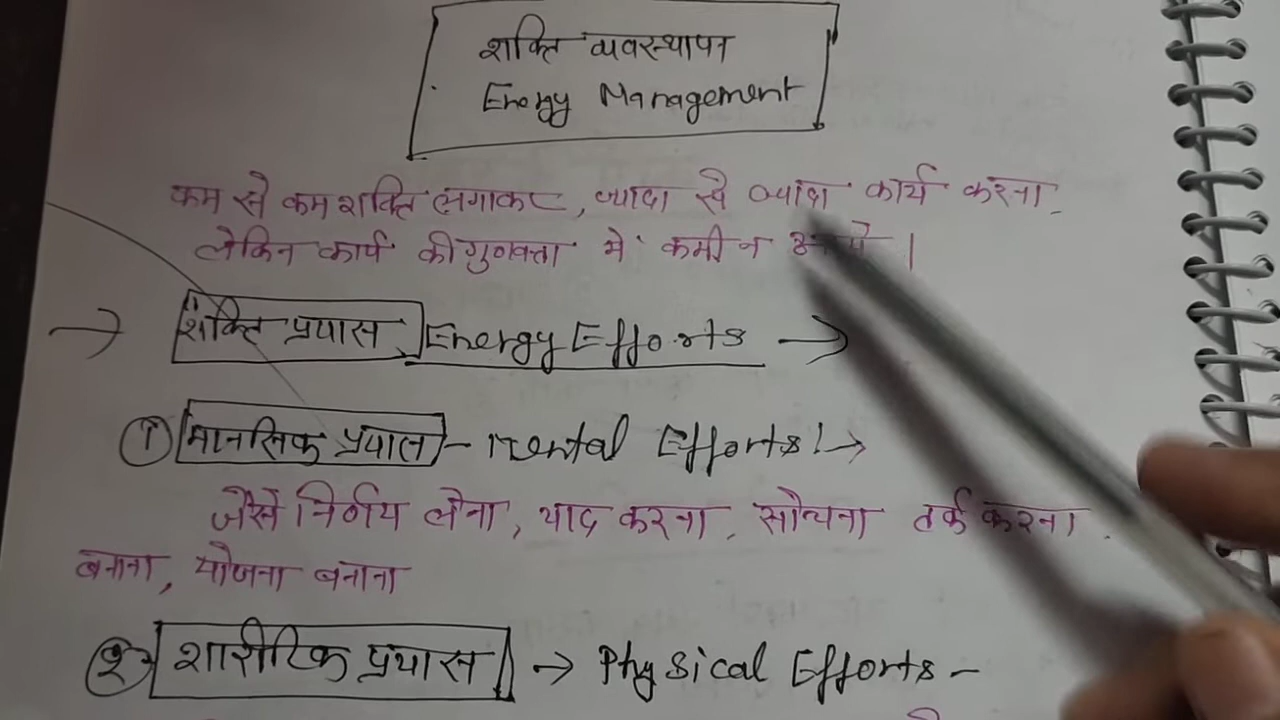 शक्ति व्यवस्थापन
Energy Management
कम से कम शक्ति लगाकर, ज्यादा से ज्यादा कार्य करना.
लेकिन कार्य की गुणवत्ता में कमी न आये।
→ शक्ति प्रयास Energy Efforts →
① मानसिक प्रयास - mental Efforts! →
जैसे निर्णय लेना, याद करना, सोचना तर्क करना,
बनाना, योजना बनाना
② शारीरिक प्रयास → Physical Efforts -